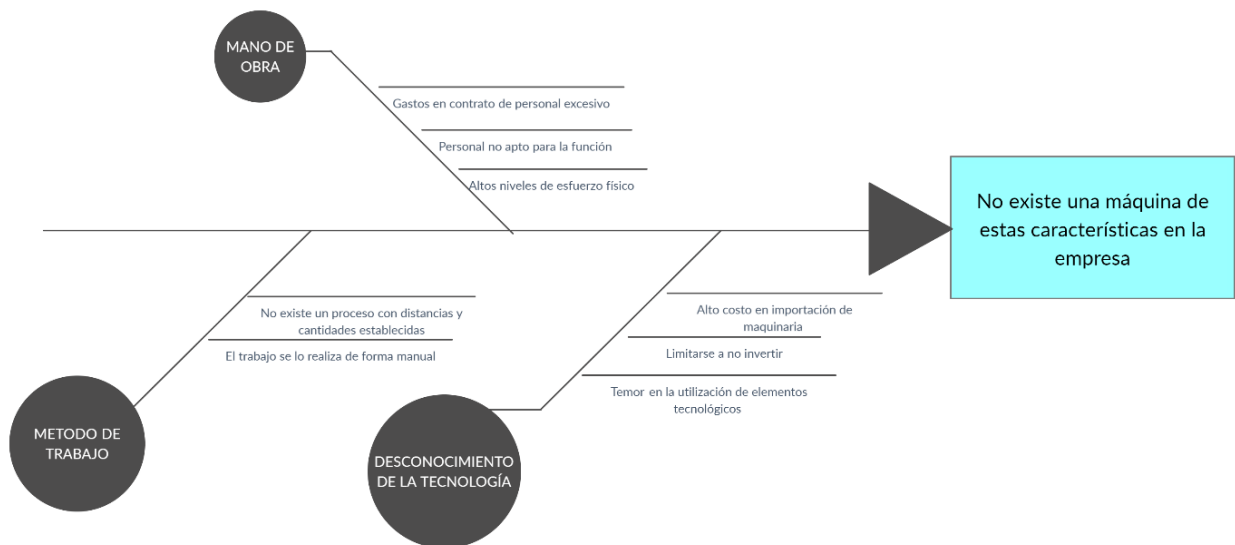 MANO DE
OBRA
Gastos en contrato de personal excesivo
Personal no apto para la función
Altos niveles de esfuerzo físico
No existe una máquina de
estas características en la
empresa
No existe un proceso con distancias y
cantidades establecidas
El trabajo se lo realiza de forma manual
METODO DE
TRABAJO
Alto costo en importación de
maquinaria
Limitarse a no invertir
Temor en la utilización de elementos
tecnológicos
DESCONOCIMIENTO
DE LA TECNOLOGÍA